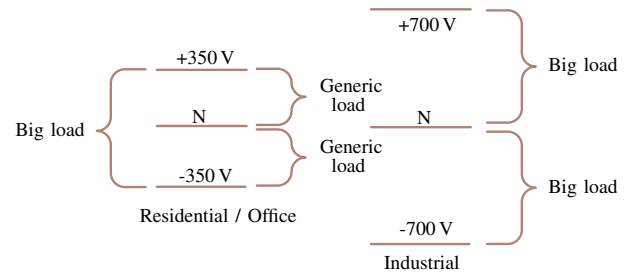 +700 V
+350 V
Generic
load
Big load
Big load
N
N
Generic
load
-350 V
Big load
Residential / Office
-700 V
Industrial